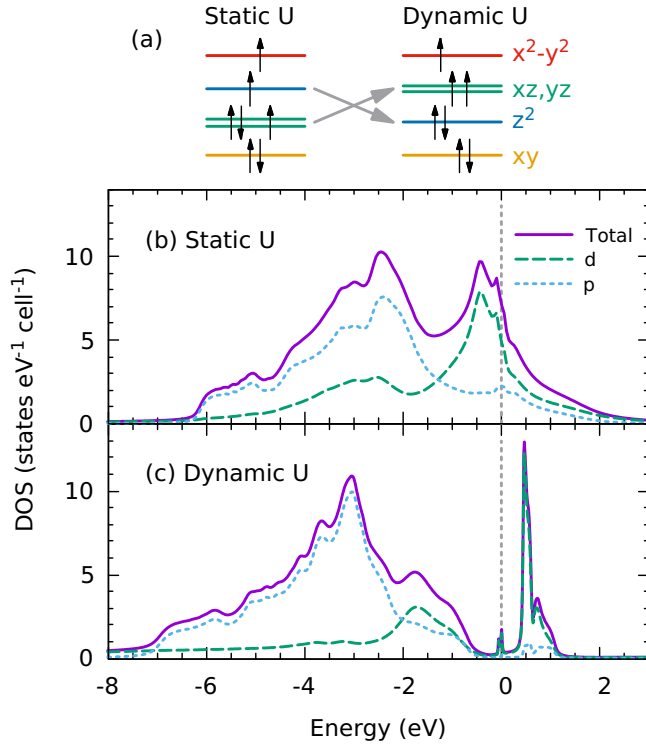 Static U Dynamic U
(a)
x²-y²
xz,yz
z²
xy
(b) Static U
Total
d
p
10
5
0
(c) Dynamic U
10
5
0
DOS (states eV⁻¹ cell⁻¹)
-8 -6 -4 -2 0 2
Energy (eV)